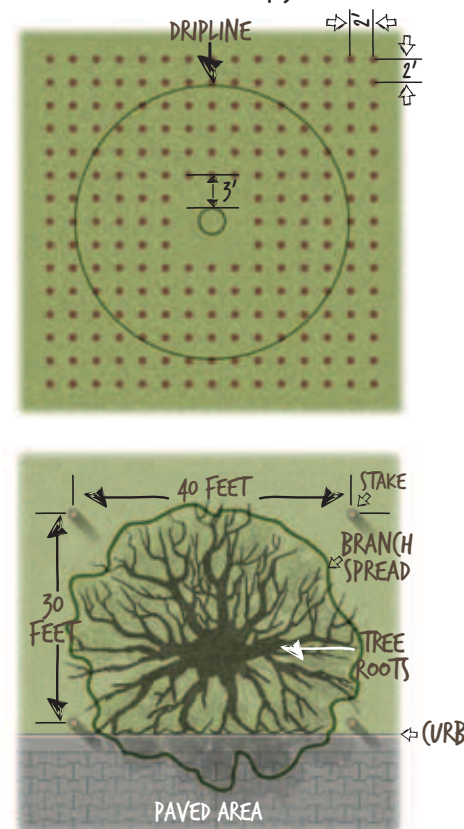 2'
DRIPLINE
2'
3'
40 FEET
STAKE
BRANCH
SPREAD
30
FEET
TREE
ROOTS
CURB
PAVED AREA